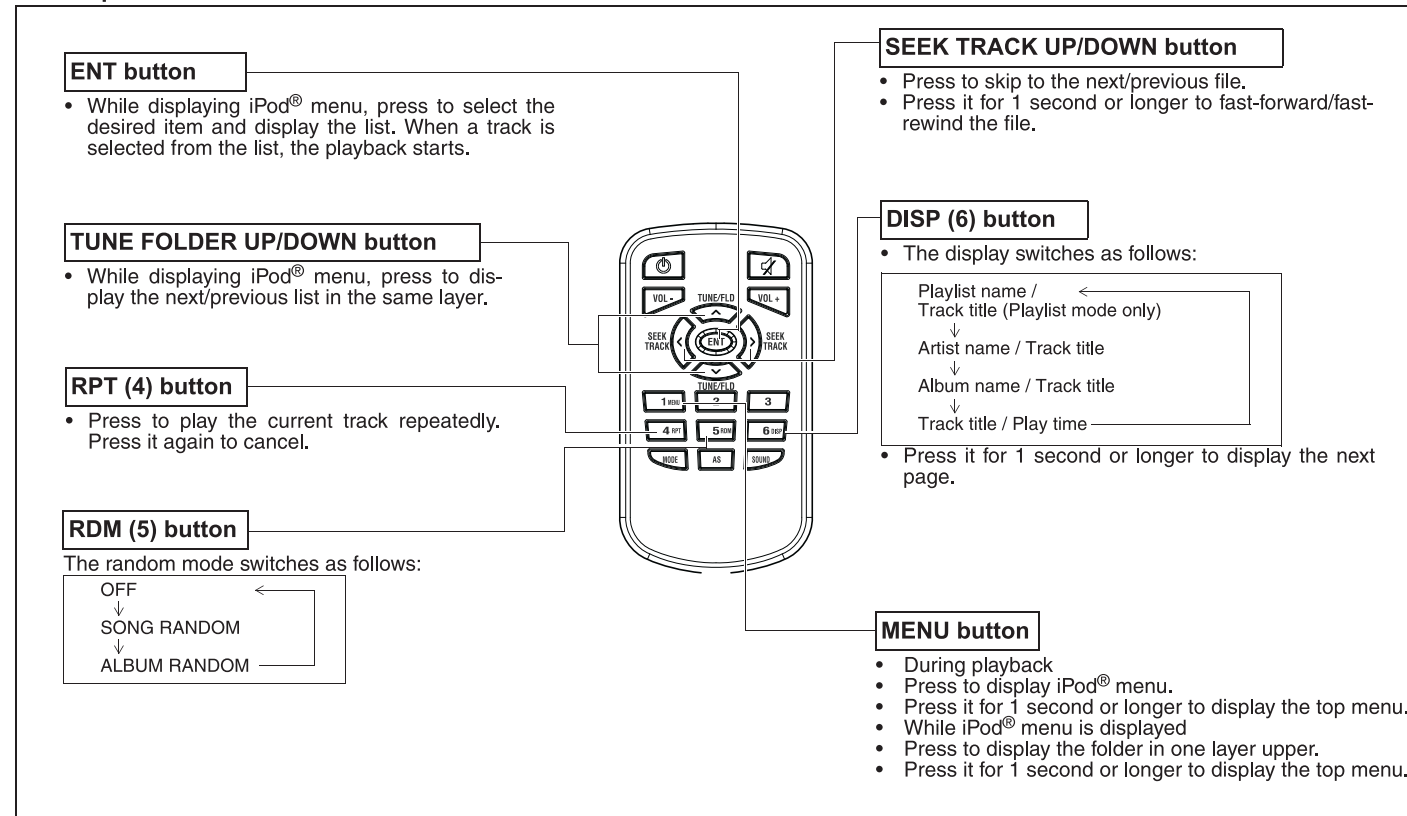 ENT button
• While displaying iPod® menu, press to select the
desired item and display the list. When a track is
selected from the list, the playback starts.
TUNE FOLDER UP/DOWN button
• While displaying iPod® menu, press to dis-
play the next/previous list in the same layer.
RPT (4) button
• Press to play the current track repeatedly.
Press it again to cancel.
RDM (5) button
The random mode switches as follows:
OFF
SONG RANDOM
ALBUM RANDOM
VOL -
TUNE/FLD
VOL +
SEEK
TRACK
ENT
SEEK
TRACK
TUNE/FLD
1 MENU
2
3
4 RPT
5 RDM
6 DISP
MODE
AS
SOUND
SEEK TRACK UP/DOWN button
• Press to skip to the next/previous file.
• Press it for 1 second or longer to fast-forward/fast-
rewind the file.
DISP (6) button
• The display switches as follows:
Playlist name /
Track title (Playlist mode only)
Artist name / Track title
Album name / Track title
Track title / Play time
• Press it for 1 second or longer to display the next
page.
MENU button
• During playback
• Press to display iPod® menu.
• Press it for 1 second or longer to display the top menu.
• While iPod® menu is displayed
• Press to display the folder in one layer upper.
• Press it for 1 second or longer to display the top menu.